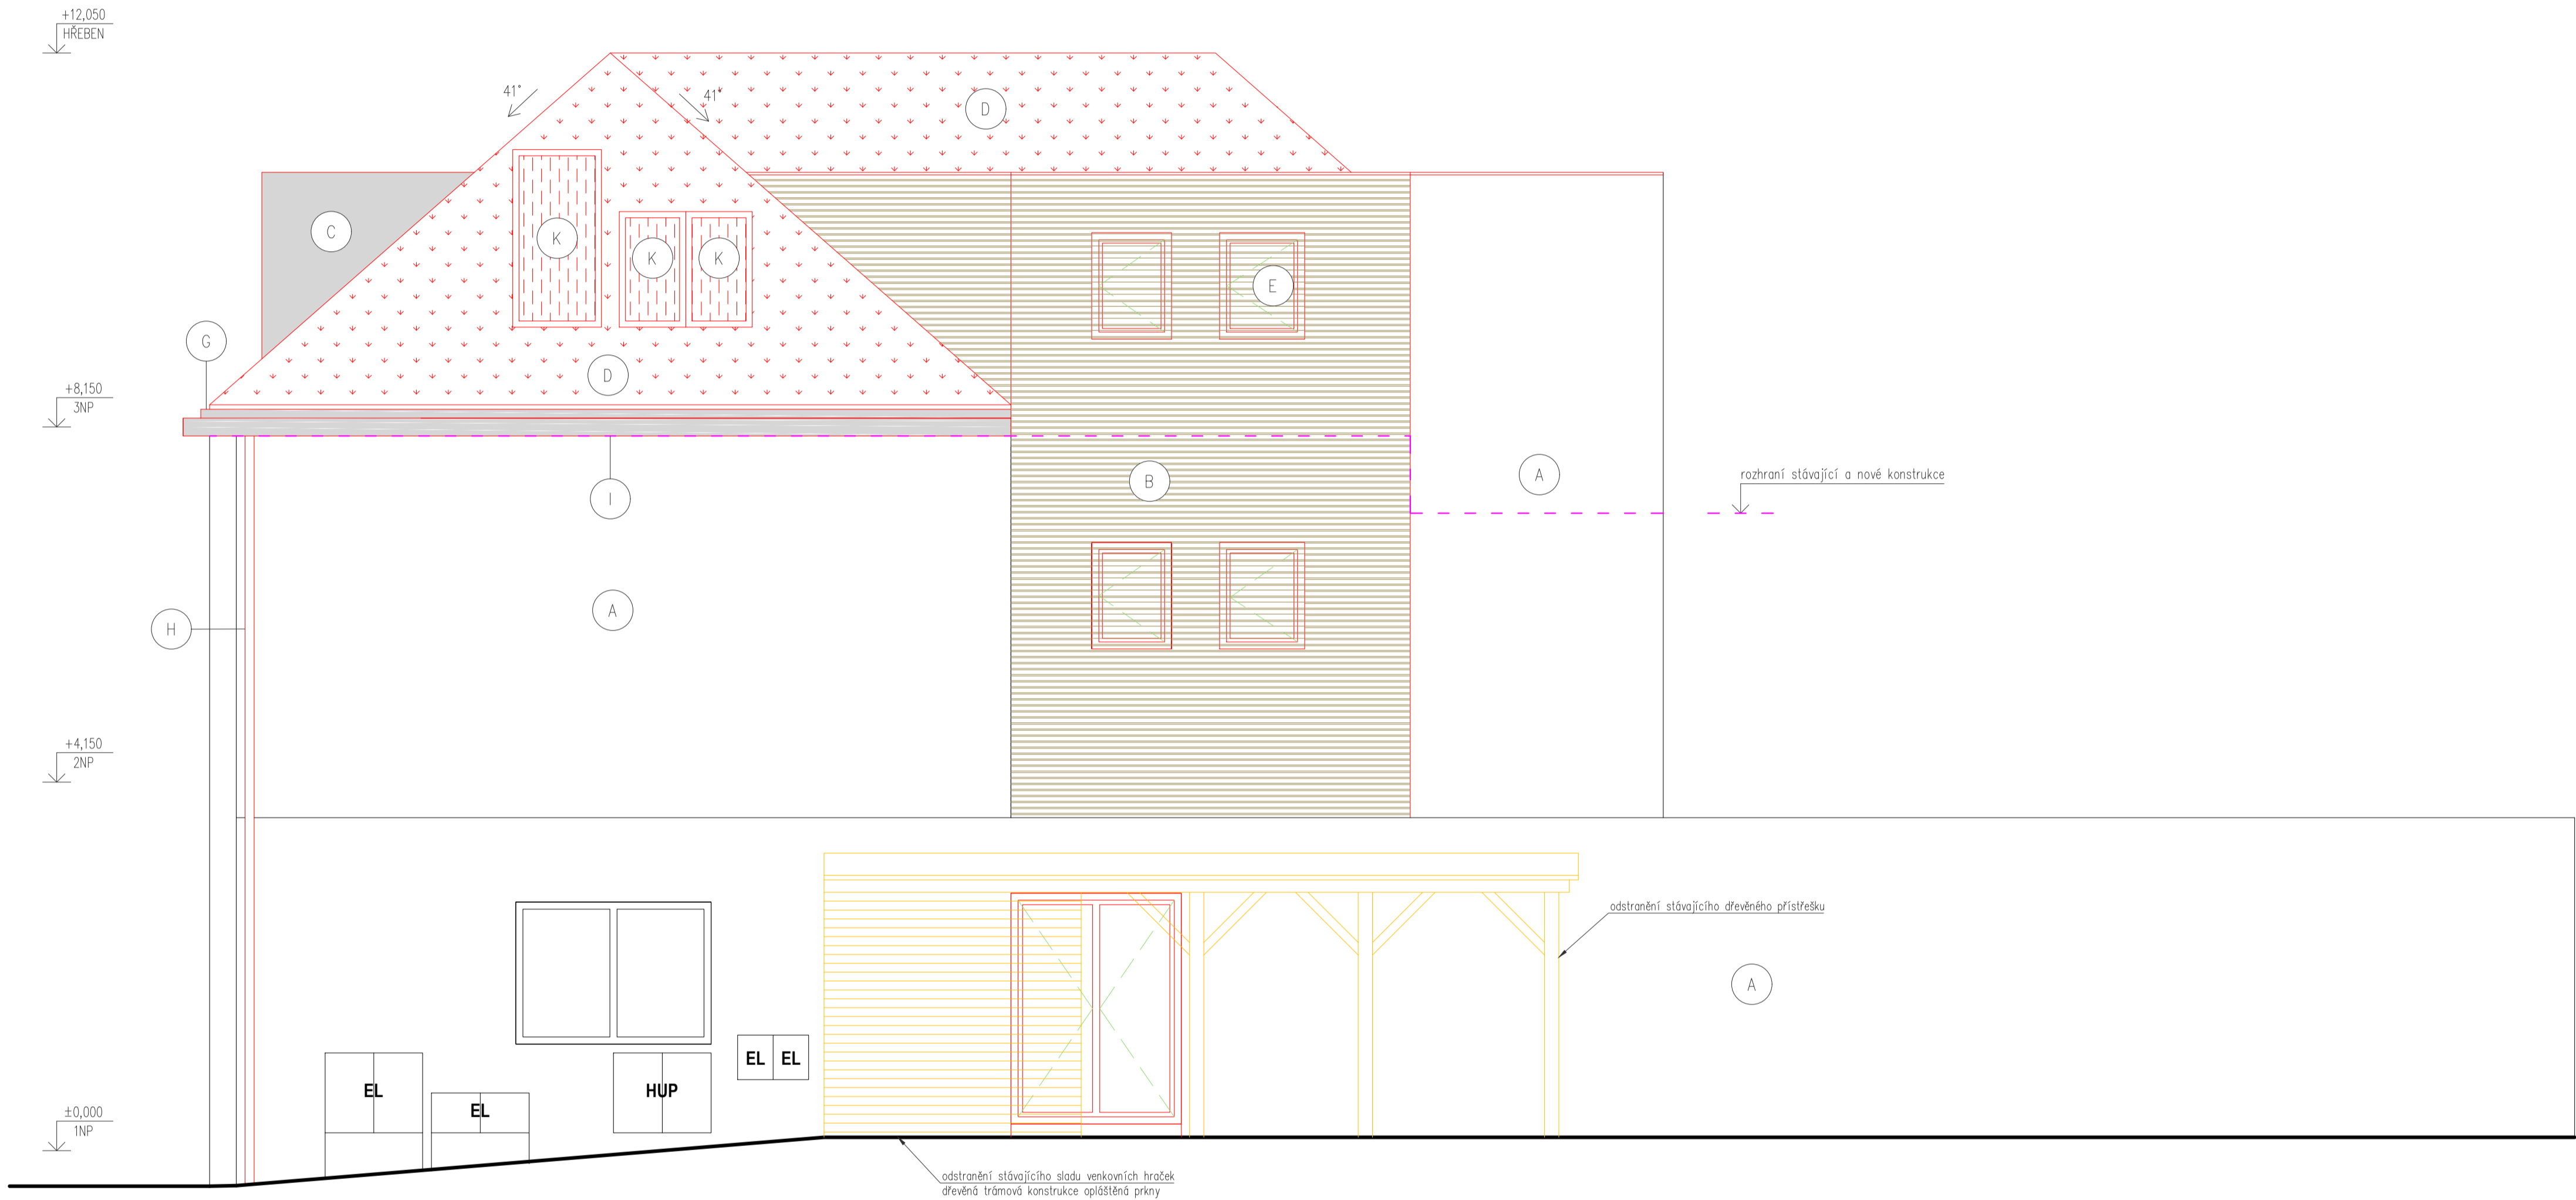 +12,050
HŘEBEN
41°
41°
D
C
K
K
K
E
G
D
+8,150
3NP
A
B
rozhraní stávající a nové konstrukce
I
A
H
+4,150
2NP
odstranění stávajícího dřevěného přístřešku
A
EL
EL
EL
HUP
EL
±0,000
1NP
odstranění stávajícího sladu venkovních hraček
dřevěná trámová konstrukce opláštěná prkny